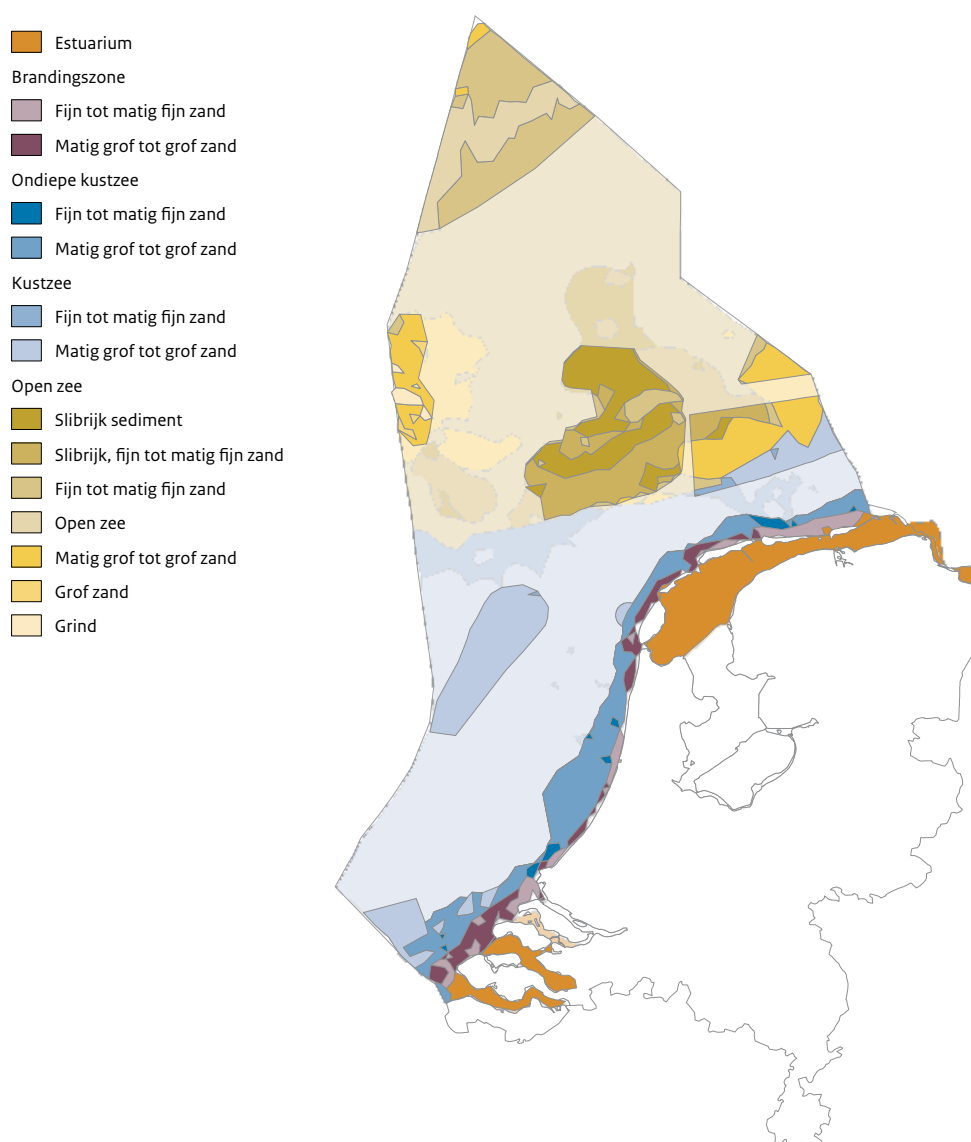 Estuarium
Brandingszone
Fijn tot matig fijn zand
Matig grof tot grof zand
Ondiepe kustzee
Fijn tot matig fijn zand
Matig grof tot grof zand
Kustzee
Fijn tot matig fijn zand
Matig grof tot grof zand
Open zee
Slibrijk sediment
Slibrijk, fijn tot matig fijn zand
Fijn tot matig fijn zand
Open zee
Matig grof tot grof zand
Grof zand
Grind